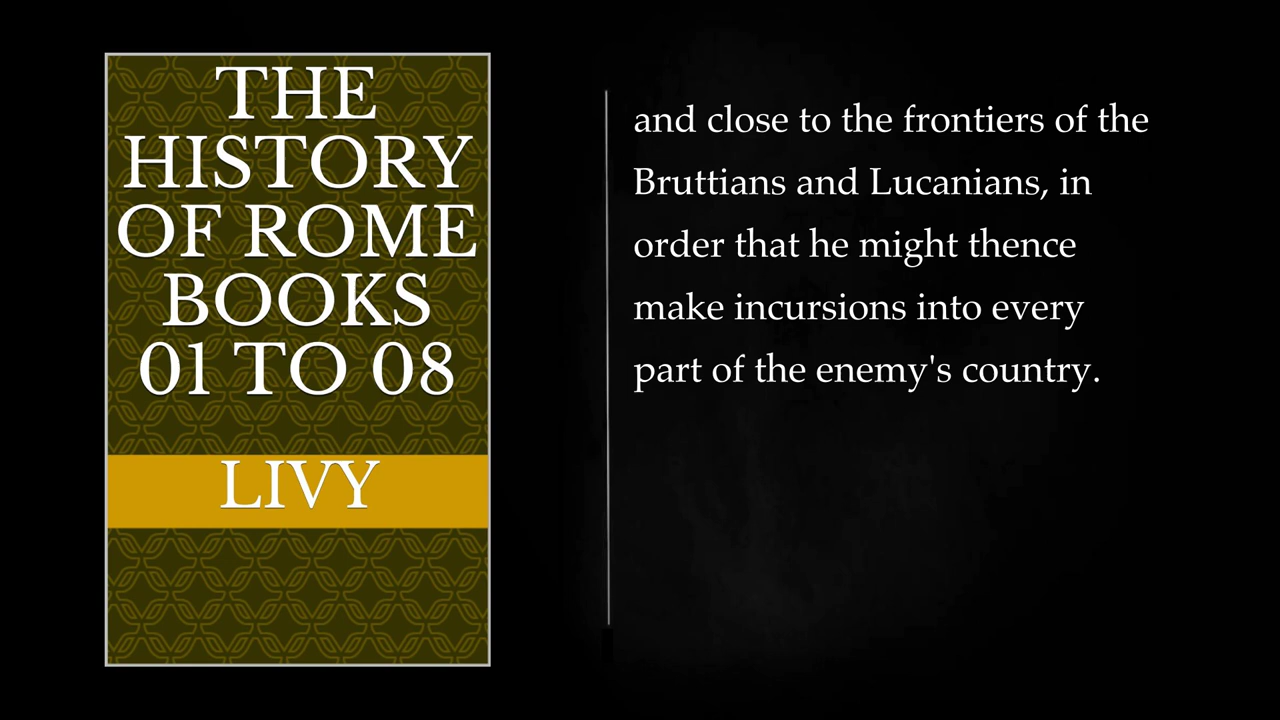 THE
HISTORY
OF ROME
BOOKS
01 TO 08
LIVY
and close to the frontiers of the
Bruttians and Lucanians, in
order that he might thence
make incursions into every
part of the enemy's country.